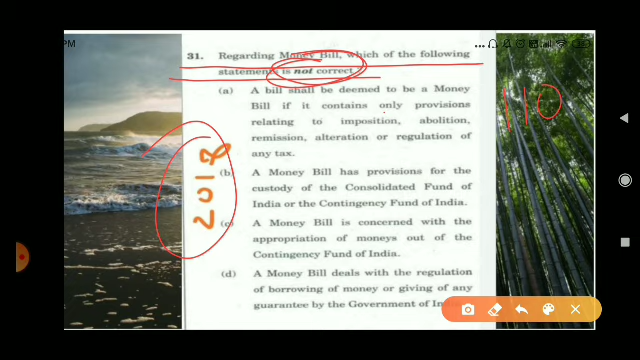 PM
31. Regarding Money Bill, which of the following
statements is not correct
(a) A bill shall be deemed to be a Money
Bill if it contains only provisions
relating to imposition, abolition,
remission, alteration or regulation of
any tax.
(b) A Money Bill has provisions for the
custody of the Consolidated Fund of
India or the Contingency Fund of India.
(c) A Money Bill is concerned with the
appropriation of moneys out of the
Contingency Fund of India.
(d) A Money Bill deals with the regulation
of borrowing of money or giving of any
guarantee by the Government of
2018
110